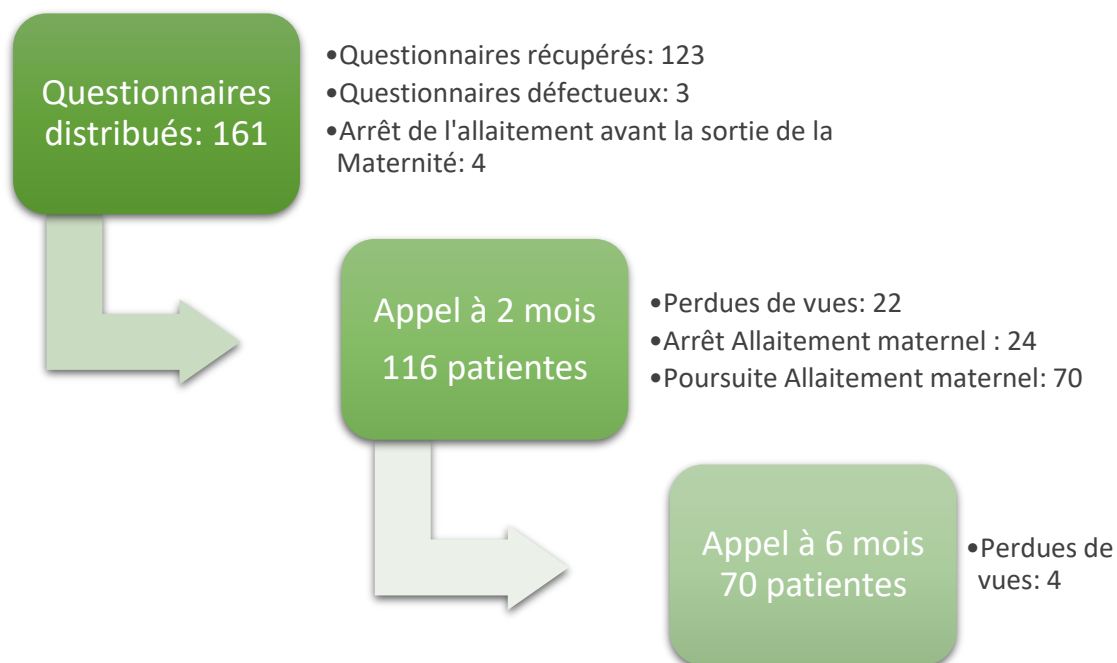 Questionnaires
distribués: 161
•Questionnaires récupérés: 123
•Questionnaires défectueux: 3
•Arrêt de l'allaitement avant la sortie de la
Maternité: 4
Appel à 2 mois
116 patientes
•Perdues de vues: 22
•Arrêt Allaitement maternel : 24
•Poursuite Allaitement maternel: 70
Appel à 6 mois
70 patientes
•Perdues de
vues: 4